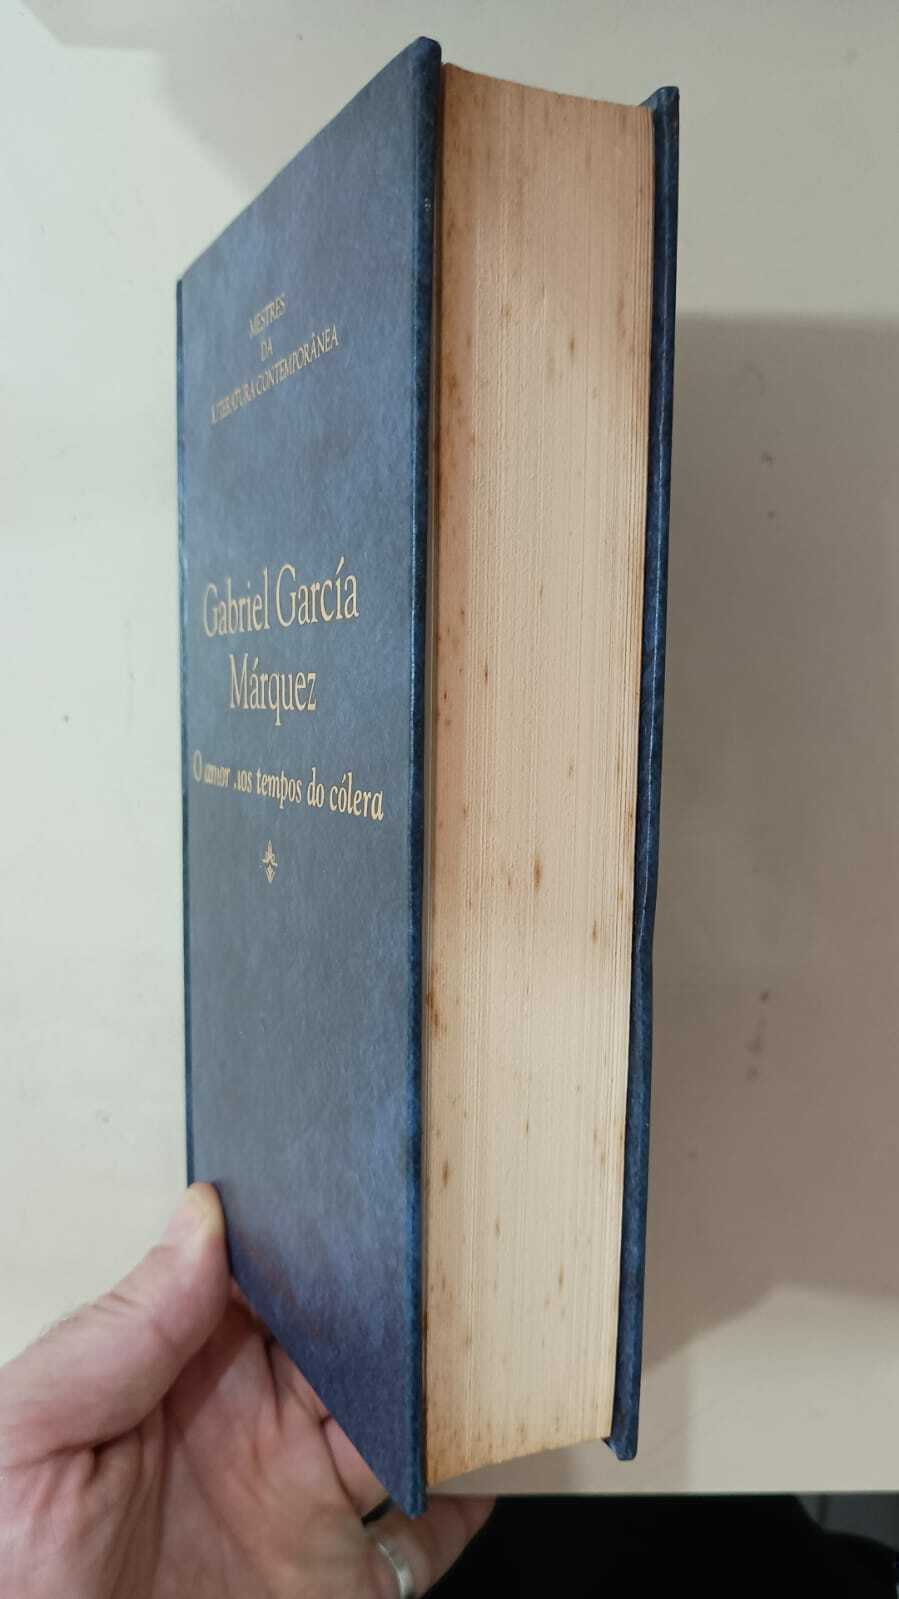 MESTRES
DA
LITERATURA CONTEMPORÂNEA
Gabriel García
Márquez
O amor nos tempos do cólera